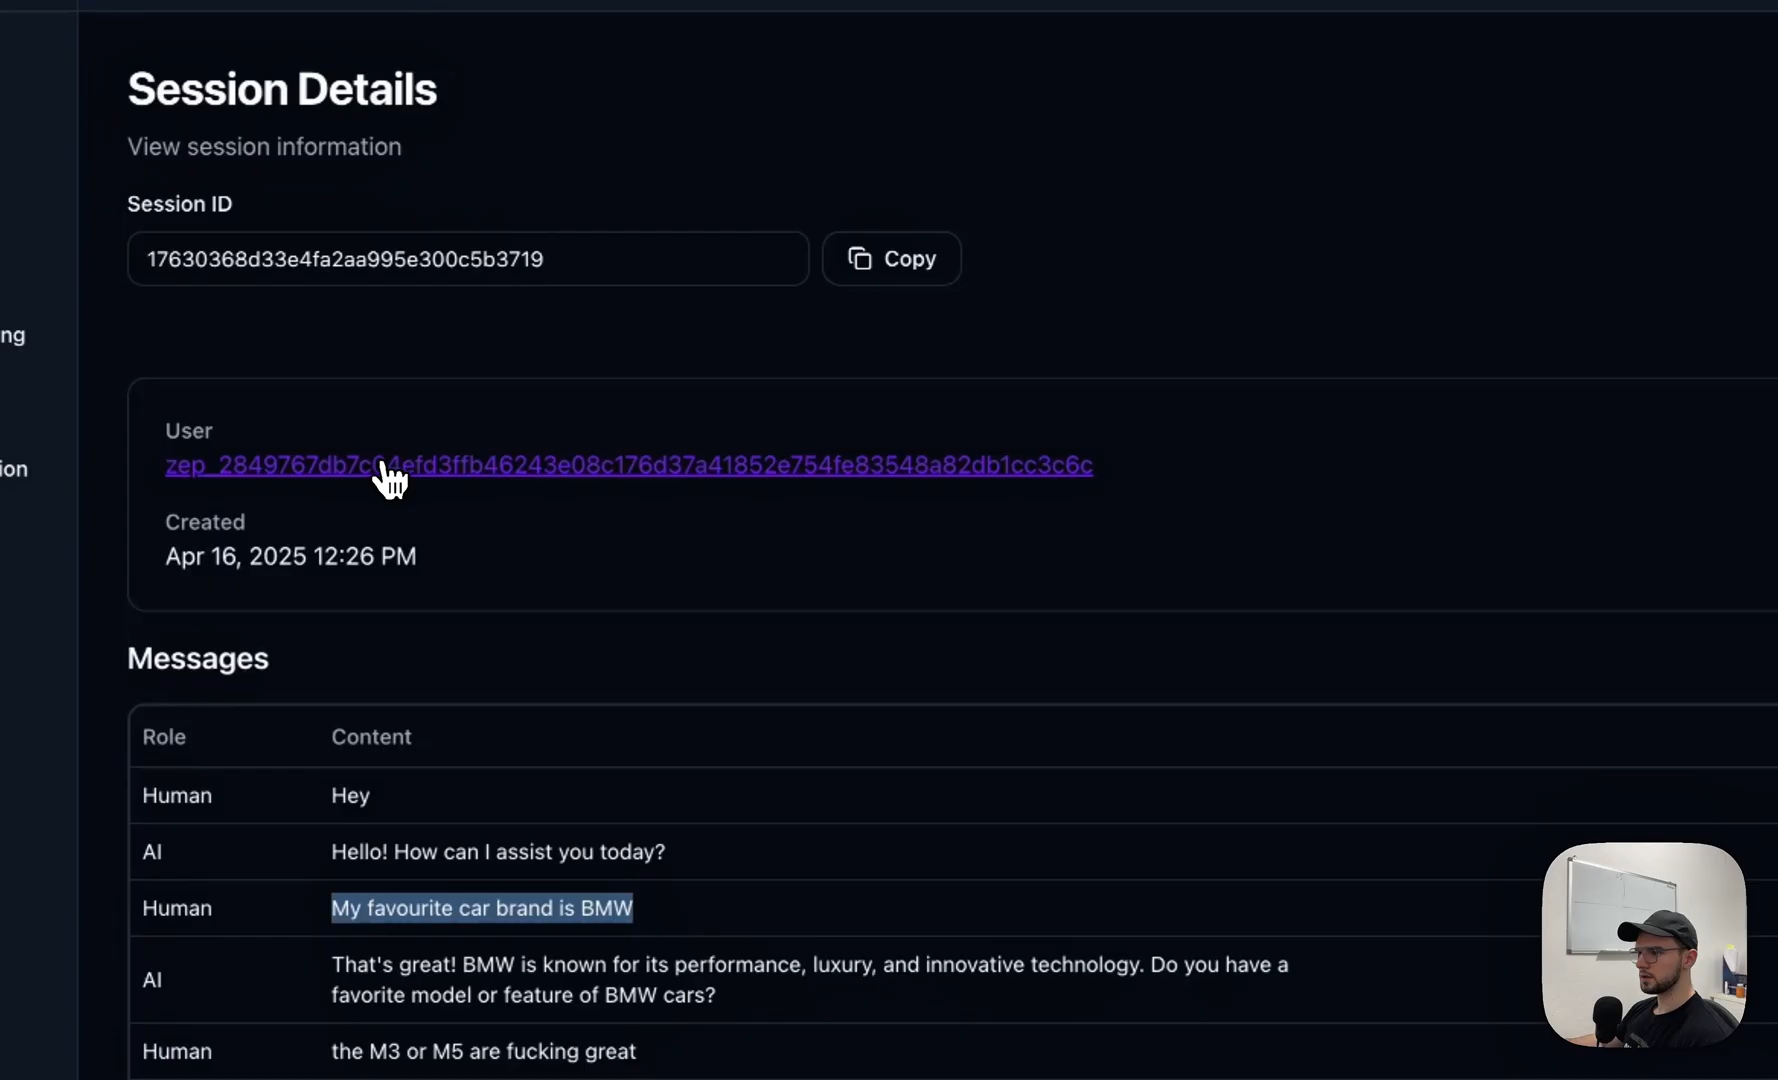 Session Details
View session information
Session ID
17630368d33e4fa2aa995e300c5b3719
Copy
ng
ion
User
zep_2849767db7c04efd3ffb46243e08c176d37a41852e754fe83548a82db1cc3c6c
Created
Apr 16, 2025 12:26 PM
Messages
Role Content
Human Hey
AI Hello! How can I assist you today?
Human My favourite car brand is BMW
AI That's great! BMW is known for its performance, luxury, and innovative technology. Do you have a
favorite model or feature of BMW cars?
Human the M3 or M5 are fucking great